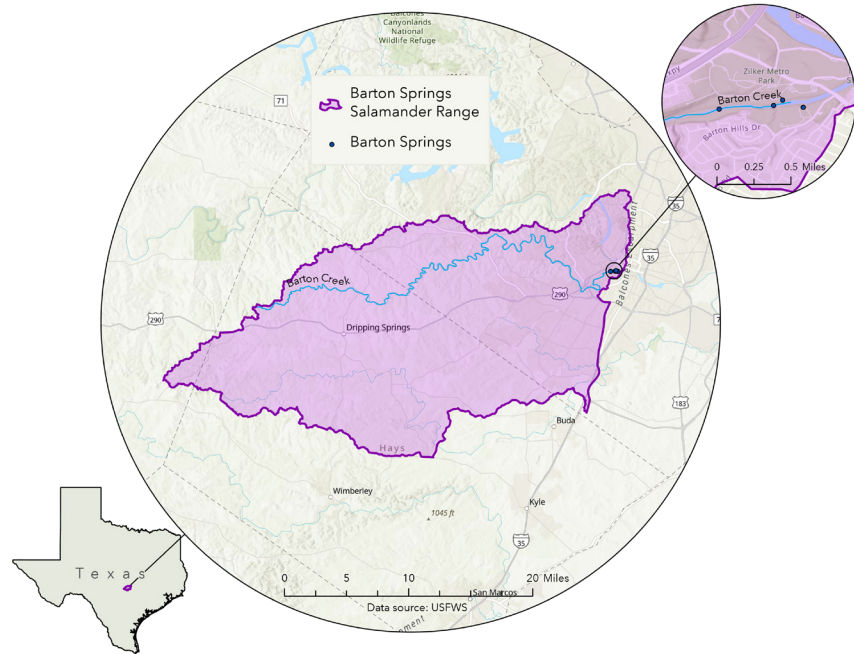 Balcones
Canyonlands
National
Wildlife Refuge
71
Barton Springs
Salamander Range
Barton Springs
Zilker Metro
Park
Barton Creek
Barton Hills Dr
0 0.25 0.5 Miles
35
35
Balcones Escarpment
Barton Creek
290
290
Dripping Springs
183
Buda
Hays
Wimberley
1045 ft
Kyle
35
Texas
0 5 10 20 Miles
San Marcos
Data source: USFWS